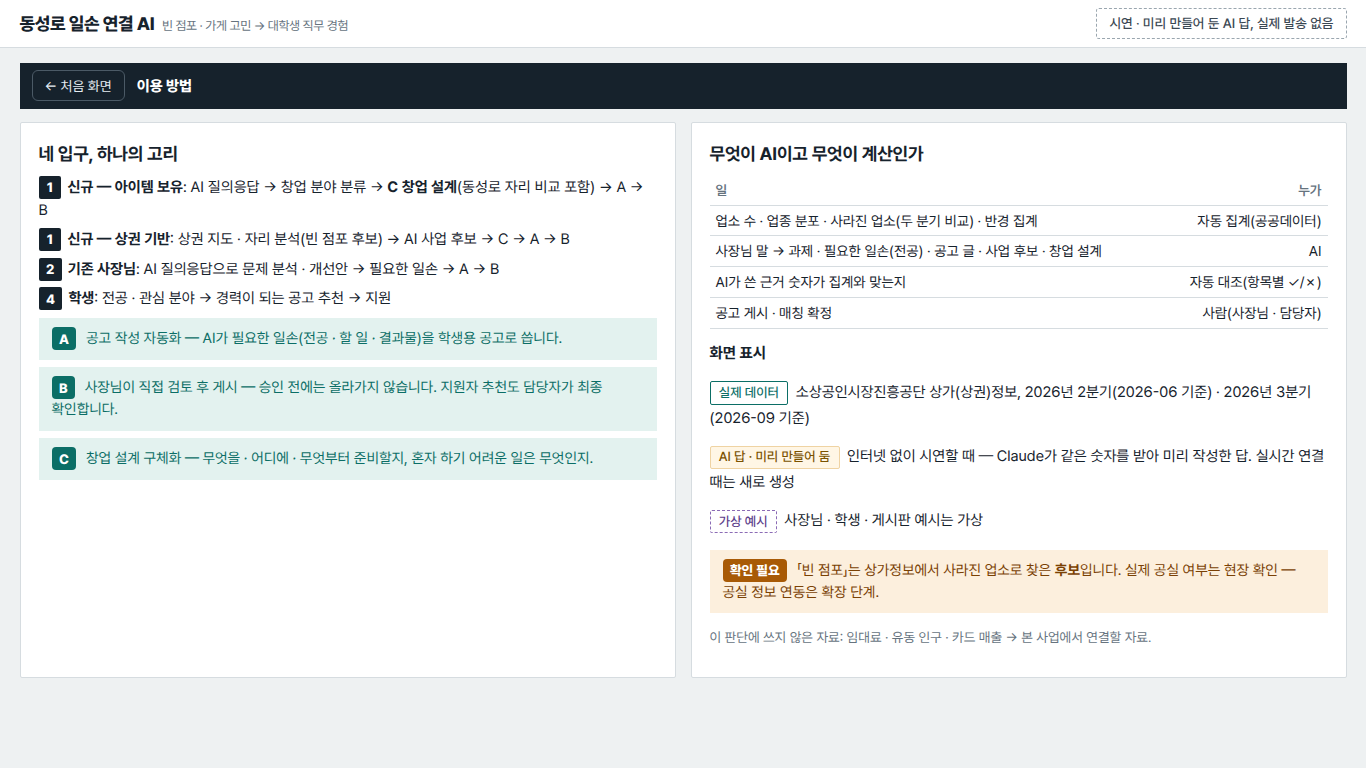 동성로 일손 연결 AI 빈 점포 · 가게 고민 → 대학생 직무 경험
시연 · 미리 만들어 둔 AI 답, 실제 발송 없음
← 처음 화면 이용 방법
네 입구, 하나의 고리
1 신규 — 아이템 보유: AI 질의응답 → 창업 분야 분류 → C 창업 설계(동성로 자리 비교 포함) → A →
B
1 신규 — 상권 기반: 상권 지도 · 자리 분석(빈 점포 후보) → AI 사업 후보 → C → A → B
2 기존 사장님: AI 질의응답으로 문제 분석 · 개선안 → 필요한 일손 → A → B
4 학생: 전공 · 관심 분야 → 경력이 되는 공고 추천 → 지원
A 공고 작성 자동화 — AI가 필요한 일손(전공 · 할 일 · 결과물)을 학생용 공고로 씁니다.
B 사장님이 직접 검토 후 게시 — 승인 전에는 올라가지 않습니다. 지원자 추천도 담당자가 최종
확인합니다.
C 창업 설계 구체화 — 무엇을 · 어디에 · 무엇부터 준비할지, 혼자 하기 어려운 일은 무엇인지.
무엇이 AI이고 무엇이 계산인가
일 누가
업소 수 · 업종 분포 · 사라진 업소(두 분기 비교) · 반경 집계 자동 집계(공공데이터)
사장님 말 → 과제 · 필요한 일손(전공) · 공고 글 · 사업 후보 · 창업 설계 AI
AI가 쓴 근거 숫자가 집계와 맞는지 자동 대조(항목별 ✓/×)
공고 게시 · 매칭 확정 사람(사장님 · 담당자)
화면 표시
실제 데이터 소상공인시장진흥공단 상가(상권)정보, 2026년 2분기(2026-06 기준) · 2026년 3분기
(2026-09 기준)
AI 답 · 미리 만들어 둠 인터넷 없이 시연할 때 — Claude가 같은 숫자를 받아 미리 작성한 답. 실시간 연결
때는 새로 생성
가상 예시 사장님 · 학생 · 게시판 예시는 가상
확인 필요 「빈 점포」는 상가정보에서 사라진 업소로 찾은 후보입니다. 실제 공실 여부는 현장 확인 —
공실 정보 연동은 확장 단계.
이 판단에 쓰지 않은 자료: 임대료 · 유동 인구 · 카드 매출 → 본 사업에서 연결할 자료.